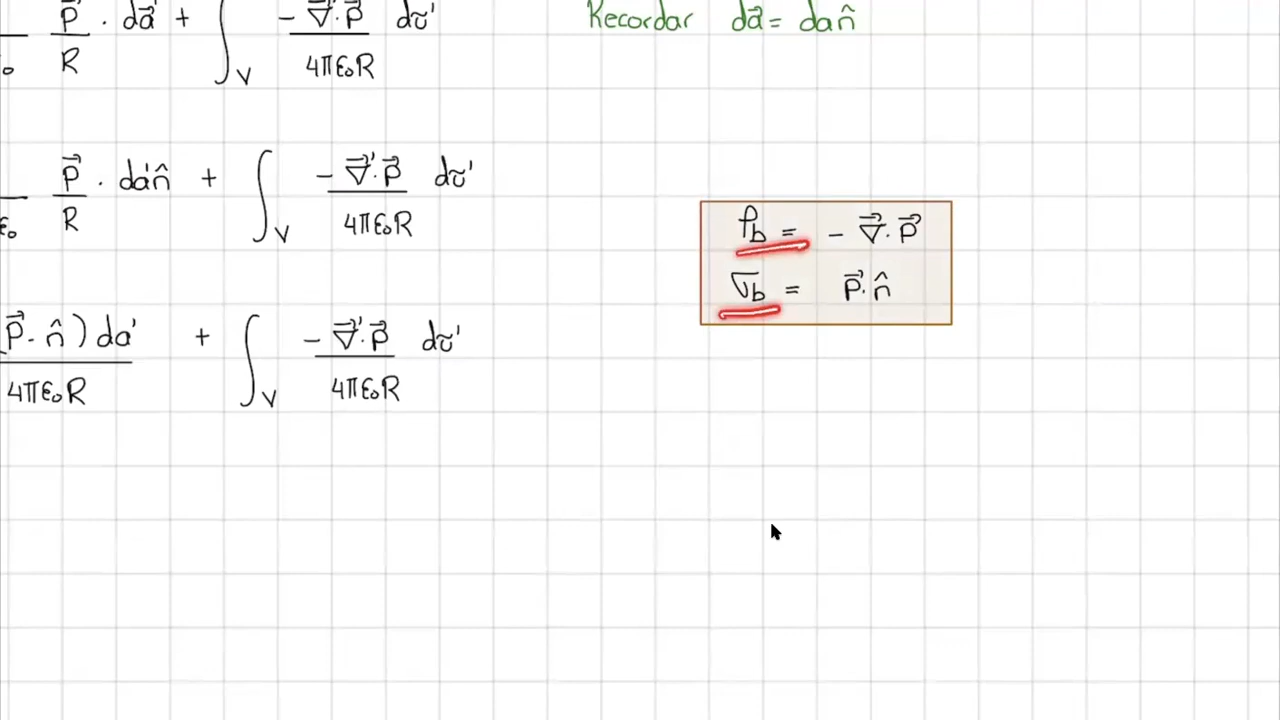 P⃗/R · da⃗ + ∫_V −∇⃗'·P⃗/4πε₀R dτ'
Recordar da⃗ = da n̂
P⃗/R · da'n̂ + ∫_V −∇⃗'·P⃗/4πε₀R dτ'
(P⃗ · n̂) da'/4πε₀R + ∫_V −∇⃗'·P⃗/4πε₀R dτ'
ρ_b = − ∇⃗·P⃗
σ_b = P⃗·n̂